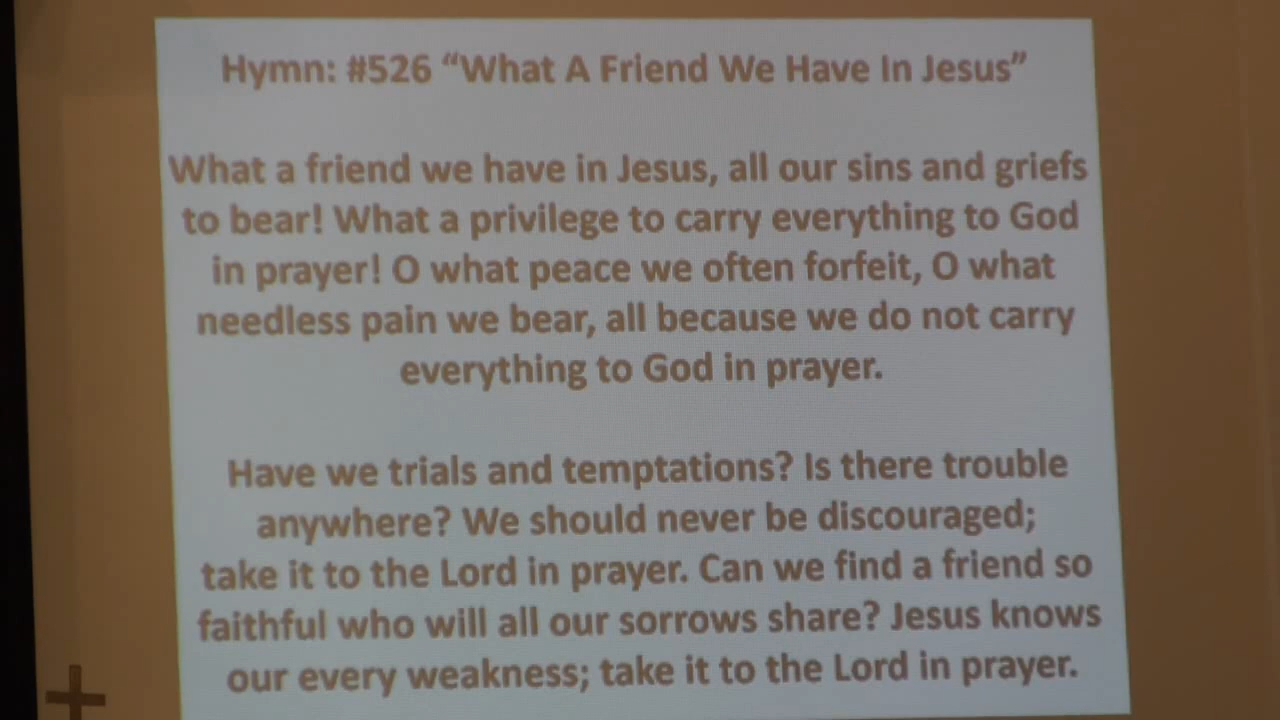 Hymn: #526 “What A Friend We Have In Jesus”
What a friend we have in Jesus, all our sins and griefs
to bear! What a privilege to carry everything to God
in prayer! O what peace we often forfeit, O what
needless pain we bear, all because we do not carry
everything to God in prayer.
Have we trials and temptations? Is there trouble
anywhere? We should never be discouraged;
take it to the Lord in prayer. Can we find a friend so
faithful who will all our sorrows share? Jesus knows
our every weakness; take it to the Lord in prayer.